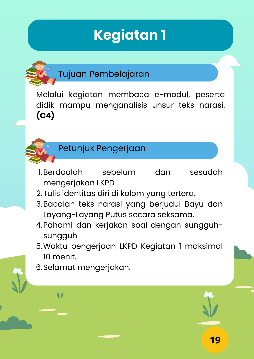 Kegiatan 1
Tujuan Pembelajaran
Melalui kegiatan membaca e-modul, peserta
didik mampu menganalisis unsur teks narasi.
(C4)
Petunjuk Pengerjaan
1. Berdoalah sebelum dan sesudah
mengerjakan LKPD.
2. Tulis identitas diri di kolom yang tertera.
3. Bacalah teks narasi yang berjudul Bayu dan
Layang-Layang Putus secara seksama.
4. Pahami dan kerjakan soal dengan sungguh-
sungguh.
5. Waktu pengerjaan LKPD Kegiatan 1 maksimal
10 menit.
6. Selamat mengerjakan.
19